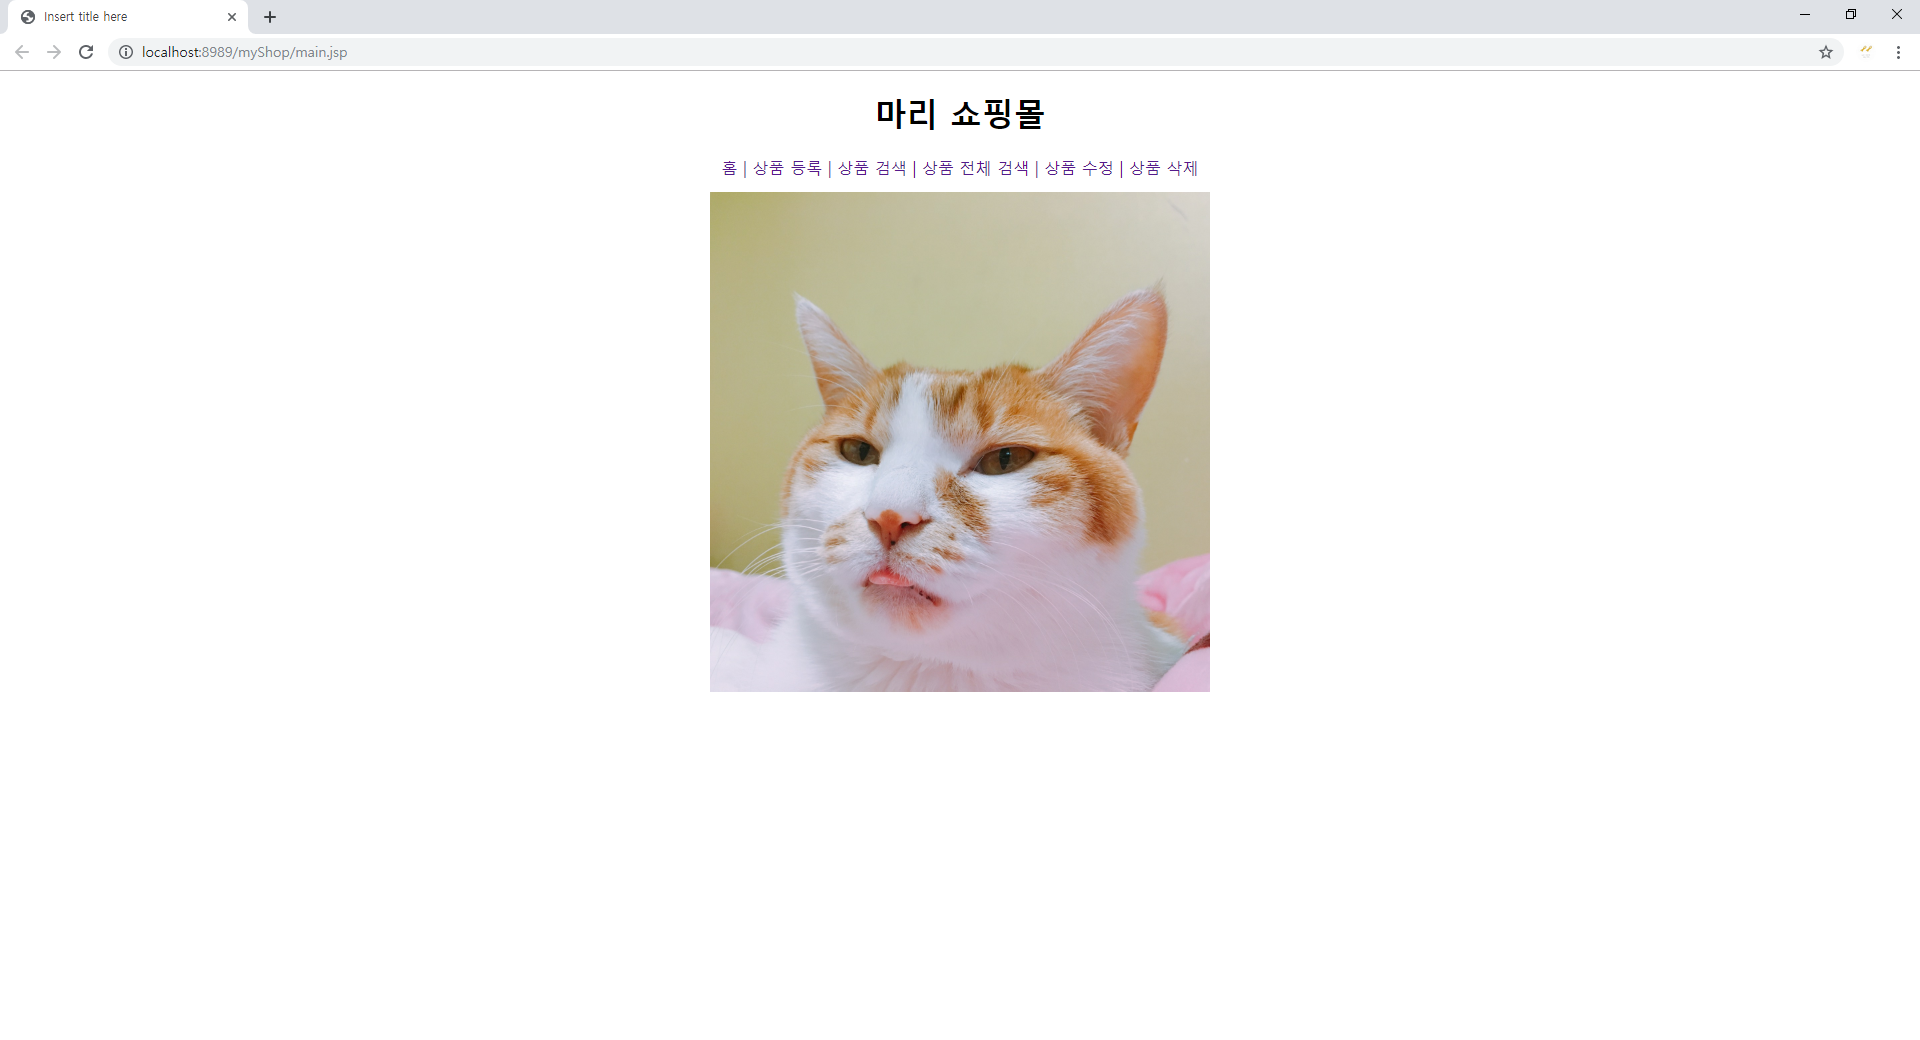 Insert title here
localhost:8989/myShop/main.jsp
마리 쇼핑몰
홈 | 상품 등록 | 상품 검색 | 상품 전체 검색 | 상품 수정 | 상품 삭제